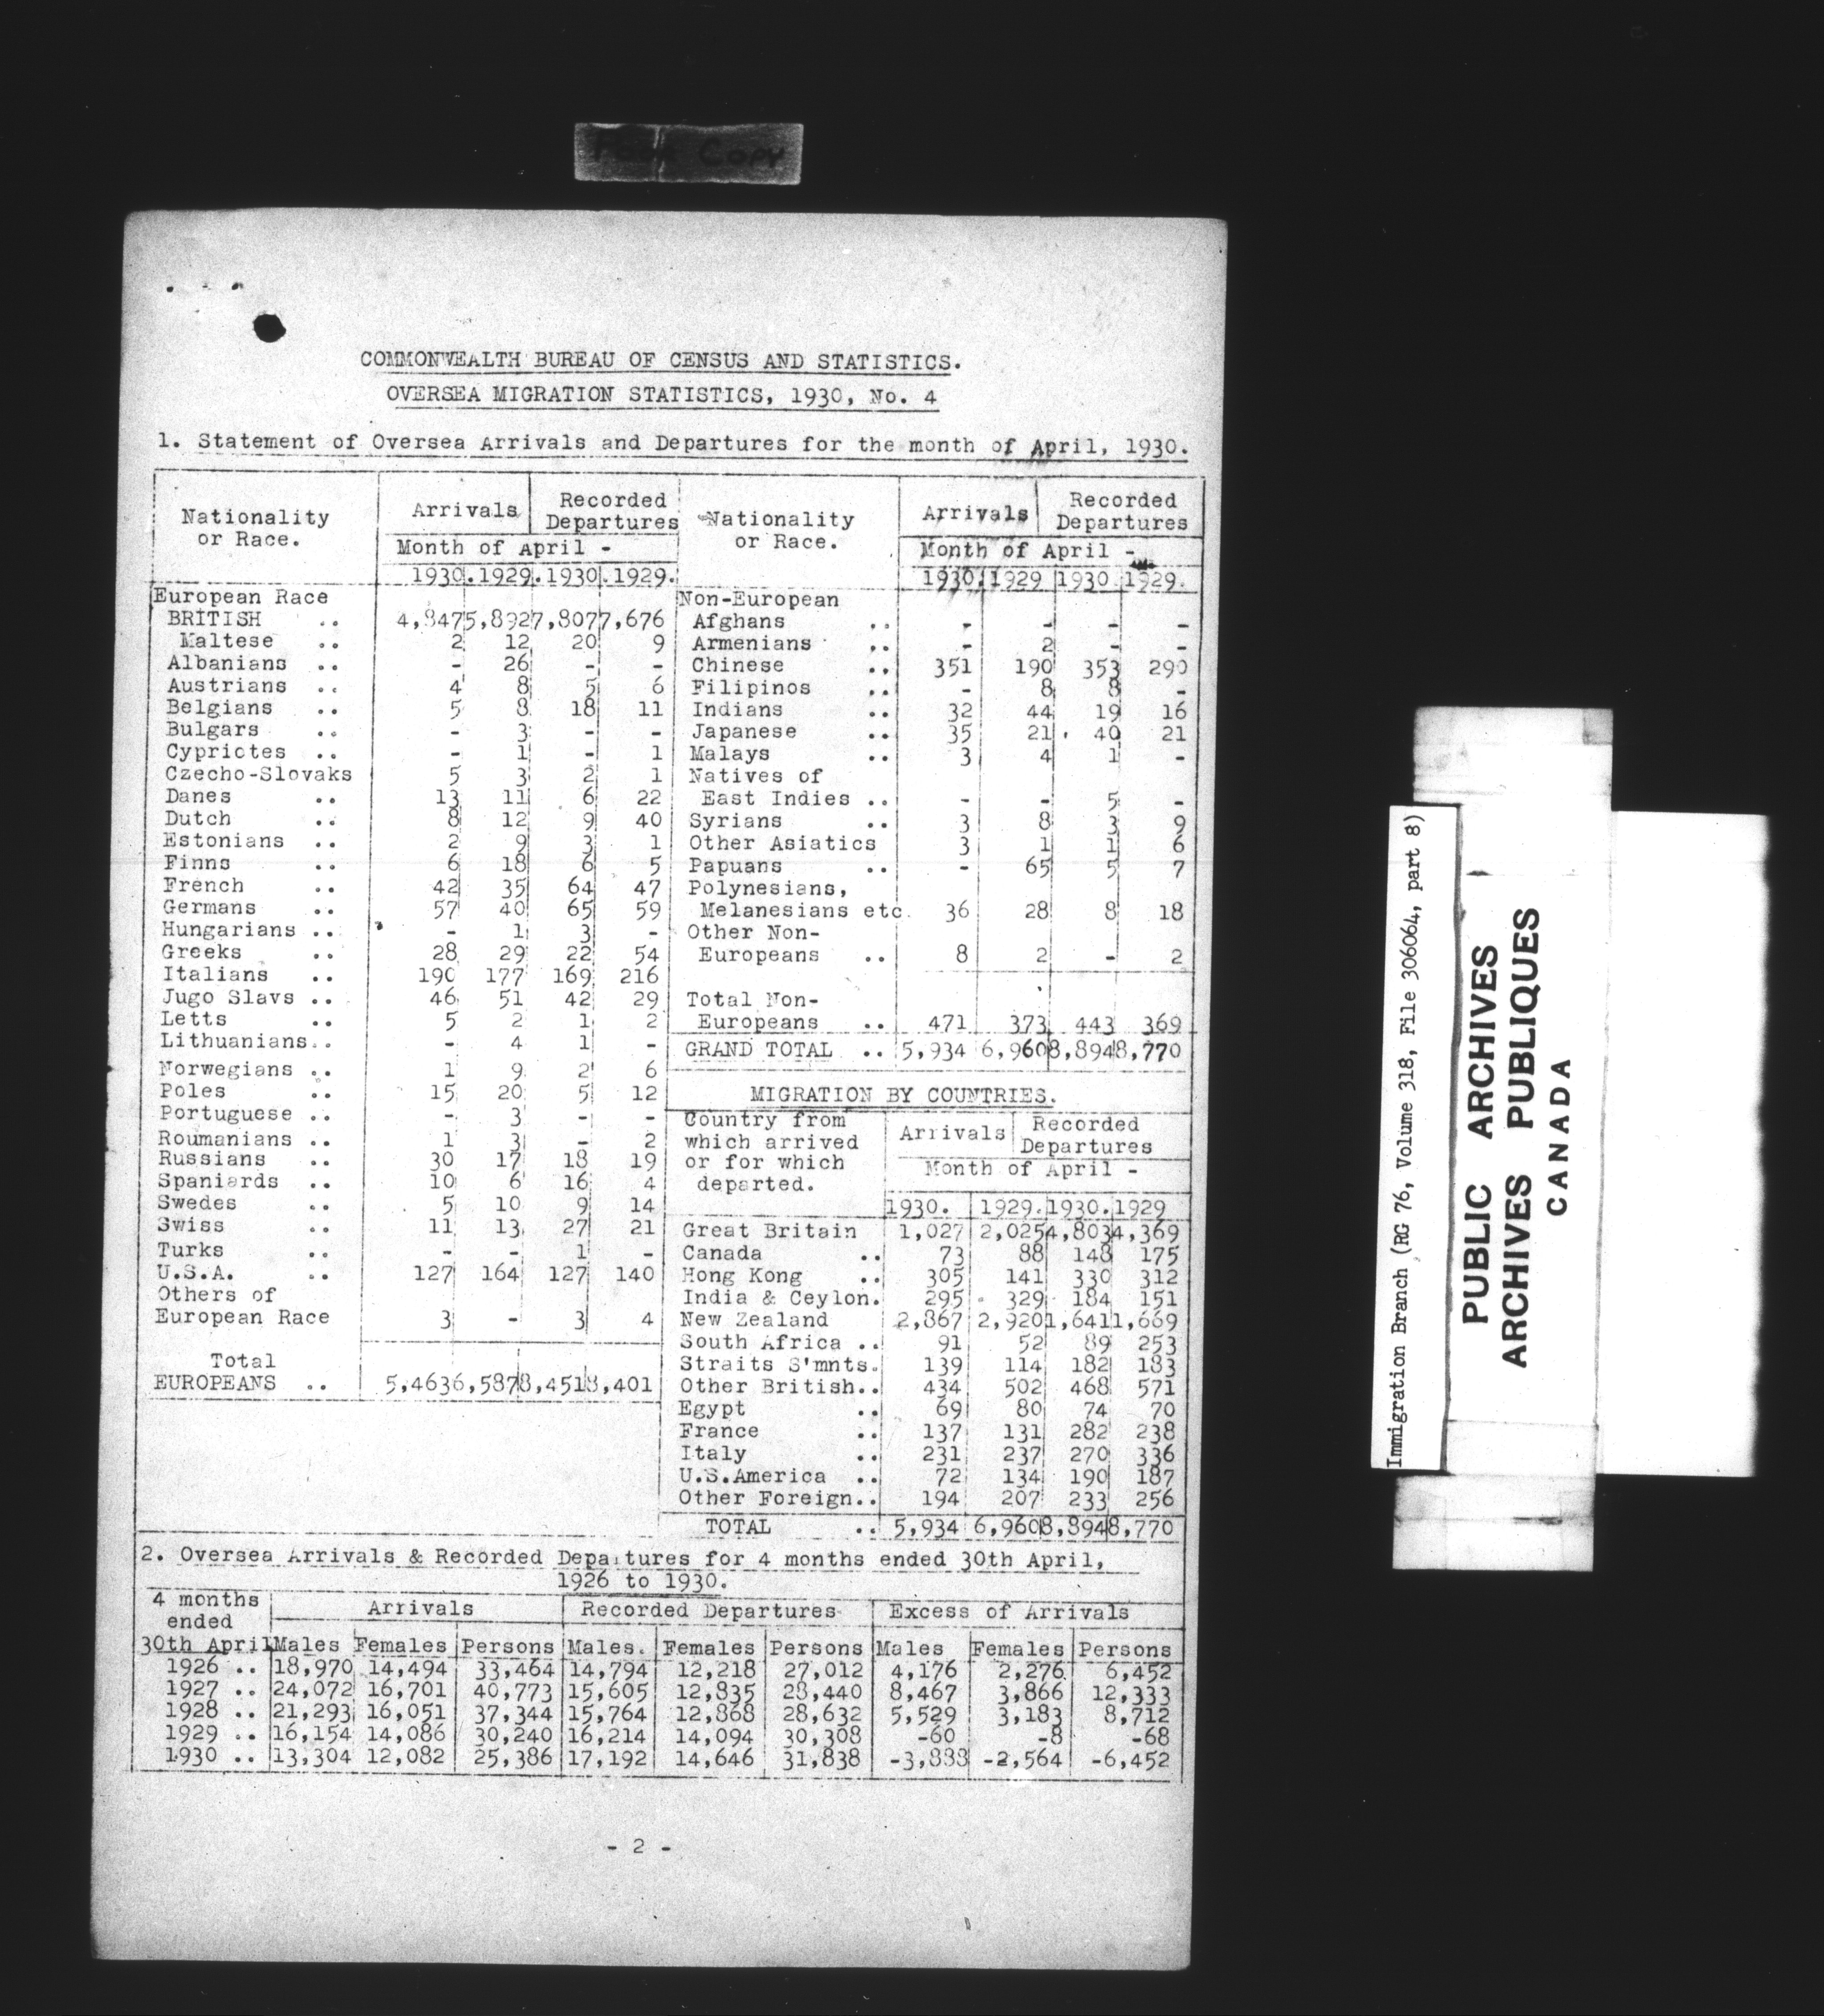 Poor Copy
COMMONWEALTH BUREAU OF CENSUS AND STATISTICS.
OVERSEA MIGRATION STATISTICS, 1930, No. 4
1. Statement of Oversea Arrivals and Departures for the month of April, 1930.
Nationality or Race. Arrivals Recorded Departures
Month of April -
1930. 1929. 1930. 1929.
European Race
BRITISH .. 4,847 5,892 7,807 7,676
Maltese .. 2 12 20 9
Albanians .. - 26 - -
Austrians .. 4 8 5 6
Belgians .. 5 8 18 11
Bulgars .. - 3 - -
Cypriotes .. - 1 - 1
Czecho-Slovaks 5 3 2 1
Danes .. 13 11 6 22
Dutch .. 8 12 9 40
Estonians .. 2 9 3 1
Finns .. 6 18 6 5
French .. 42 35 64 47
Germans .. 57 40 65 59
Hungarians .. - 1 3 -
Greeks .. 28 29 22 54
Italians .. 190 177 169 216
Jugo Slavs .. 46 51 42 29
Letts .. 5 2 1 2
Lithuanians.. - 4 1 -
Norwegians .. 1 9 2 6
Poles .. 15 20 5 12
Portuguese .. - 3 - -
Roumanians .. 1 3 - 2
Russians .. 30 17 18 19
Spaniards .. 10 6 16 4
Swedes .. 5 10 9 14
Swiss .. 11 13 27 21
Turks .. - - 1 -
U.S.A. .. 127 164 127 140
Others of
European Race 3 - 3 4
Total
EUROPEANS .. 5,463 6,587 8,451 8,401
Nationality or Race. Arrivals Recorded Departures
Month of April -
1930. 1929 1930 1929.
Non-European
Afghans .. - - - -
Armenians .. - 2 - -
Chinese .. 351 190 353 290
Filipinos .. - 8 8 -
Indians .. 32 44 19 16
Japanese .. 35 21 40 21
Malays .. 3 4 1 -
Natives of
East Indies .. - - 5 -
Syrians .. 3 8 3 9
Other Asiatics 3 1 1 6
Papuans .. - 65 5 7
Polynesians,
Melanesians etc. 36 28 8 18
Other Non-
Europeans .. 8 2 - 2
Total Non-
Europeans .. 471 373 443 369
GRAND TOTAL .. 5,934 6,960 8,894 8,770
MIGRATION BY COUNTRIES.
Country from which arrived or for which departed. Arrivals Recorded Departures
Month of April -
1930. 1929. 1930. 1929
Great Britain 1,027 2,025 4,803 4,369
Canada .. 73 88 148 175
Hong Kong .. 305 141 330 312
India & Ceylon. 295 329 184 151
New Zealand 2,867 2,920 1,641 1,669
South Africa .. 91 52 89 253
Straits S'mnts. 139 114 182 183
Other British.. 434 502 468 571
Egypt .. 69 80 74 70
France .. 137 131 282 238
Italy .. 231 237 270 336
U.S.America .. 72 134 190 187
Other Foreign.. 194 207 233 256
TOTAL .. 5,934 6,960 8,894 8,770
2. Oversea Arrivals & Recorded Departures for 4 months ended 30th April,
1926 to 1930.
4 months ended 30th April Arrivals Recorded Departures Excess of Arrivals
Males Females Persons Males. Females Persons Males Females Persons
1926 .. 18,970 14,494 33,464 14,794 12,218 27,012 4,176 2,276 6,452
1927 .. 24,072 16,701 40,773 15,605 12,835 28,440 8,467 3,866 12,333
1928 .. 21,293 16,051 37,344 15,764 12,868 28,632 5,529 3,183 8,712
1929 .. 16,154 14,086 30,240 16,214 14,094 30,308 -60 -8 -68
1930 .. 13,304 12,082 25,386 17,192 14,646 31,838 -3,888 -2,564 -6,452
- 2 -
Immigration Branch (RG 76, Volume 318, File 306064, part 8)
PUBLIC ARCHIVES
ARCHIVES PUBLIQUES
CANADA